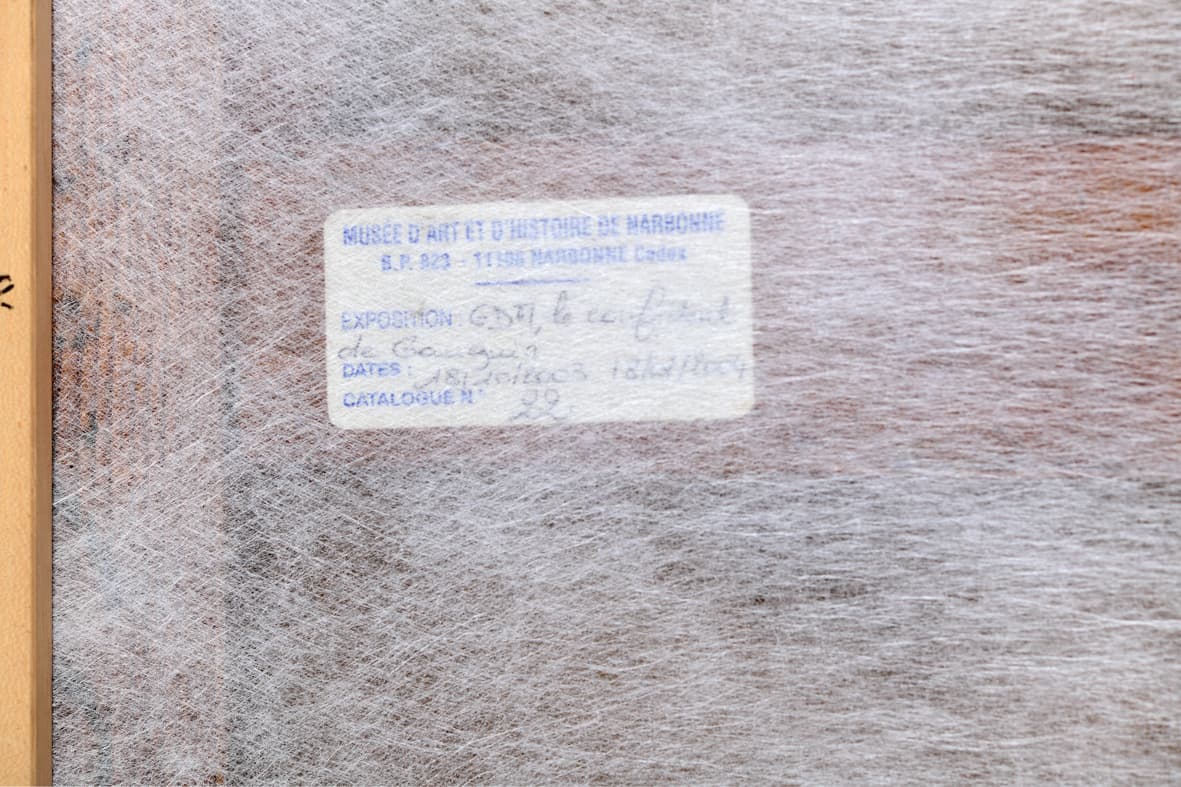 MUSÉE D'ART ET D'HISTOIRE DE NARBONNE
B.P. 823 - 11108 NARBONNE Cedex
EXPOSITION : GDM, le confident
de Gauguin
DATES : 18/10/2003 18/01/2004
CATALOGUE N° 22